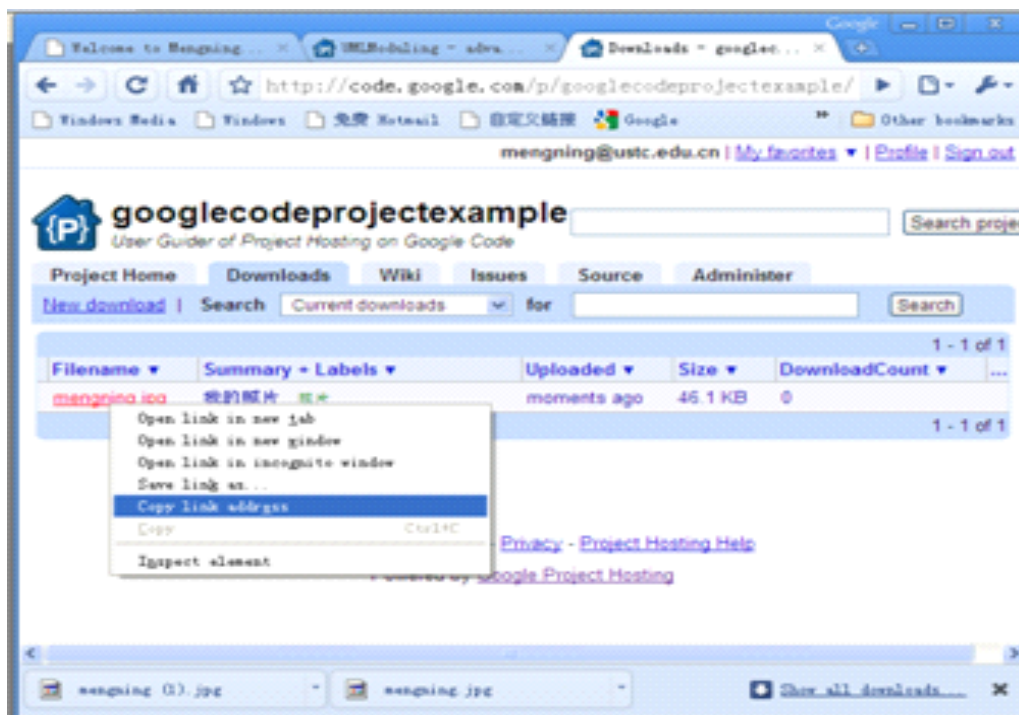 Google
Welcome to Mengning... UMLModeling - adva... Downloads - googlec...
http://code.google.com/p/googlecodeprojectexample/
Windows Media Windows 免费 Hotmail 自定义链接 Google » Other bookmarks
mengning@ustc.edu.cn | My favorites ▼ | Profile | Sign out
{P} googlecodeprojectexample Search proje
User Guider of Project Hosting on Google Code
Project Home Downloads Wiki Issues Source Administer
New download | Search Current downloads for Search
1 - 1 of 1
Filename ▼ Summary + Labels ▼ Uploaded ▼ Size ▼ DownloadCount ▼ ...
mengning.jpg 我的照片 照片 moments ago 46.1 KB 0
1 - 1 of 1
Open link in new tab
Open link in new window
Open link in incognito window
Save link as...
Copy link address
Copy Ctrl+C
Inspect element
- Privacy - Project Hosting Help
Powered by Google Project Hosting
mengning (1).jpg mengning.jpg Show all downloads...